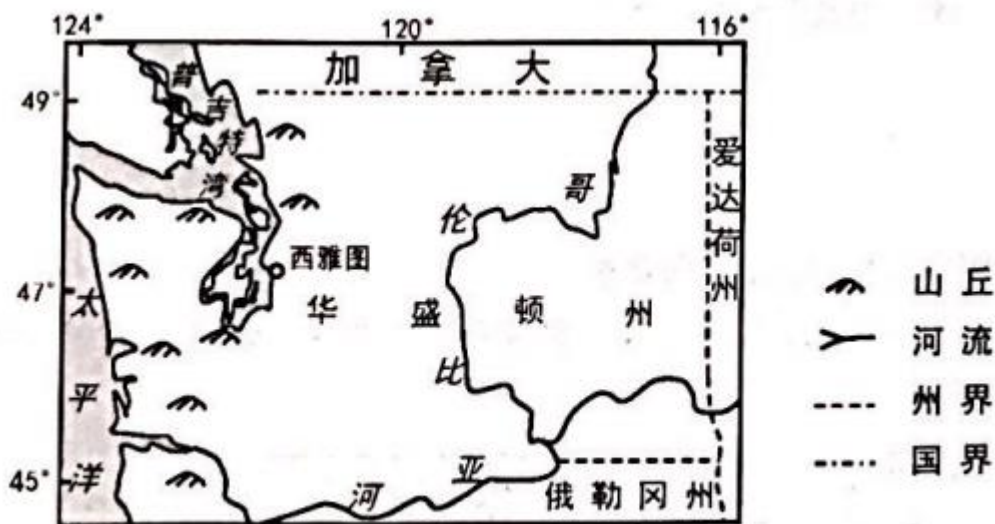 124° 120° 116°
加拿大
49°
普吉特湾
哥伦比亚河
爱达荷州
西雅图
47°
华盛顿州
太平洋
45°
俄勒冈州
山丘
河流
州界
国界